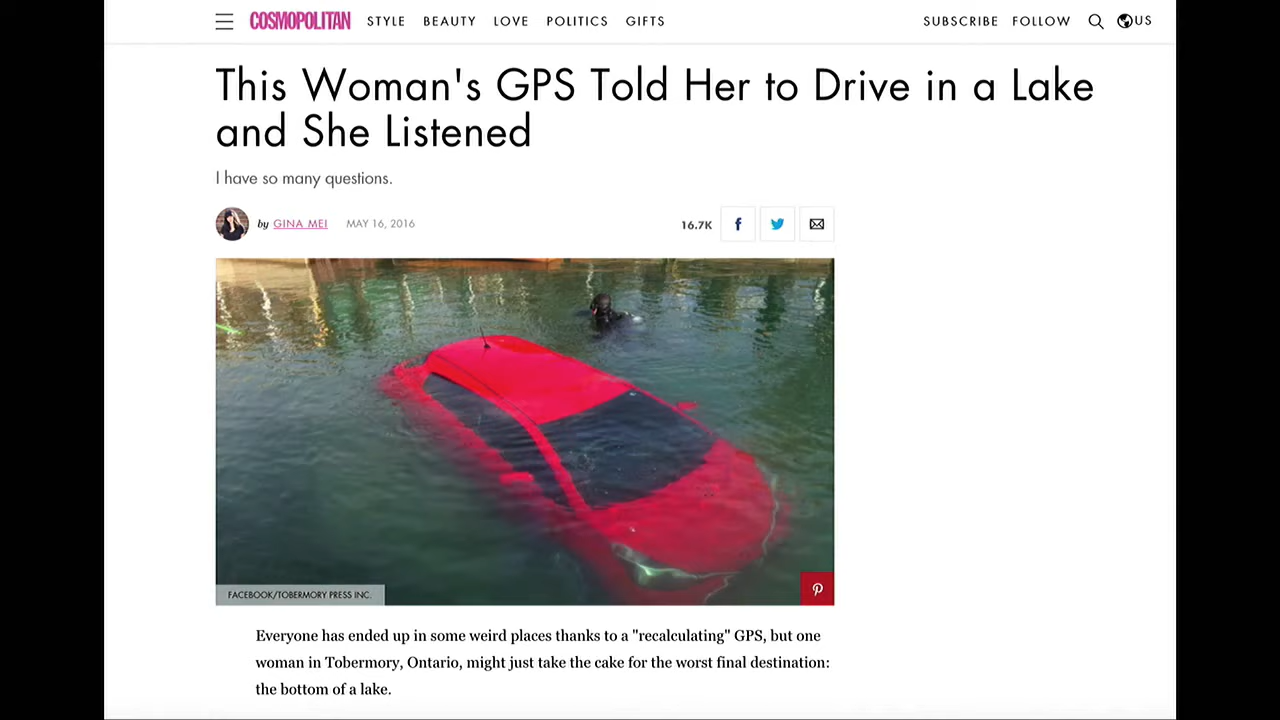 COSMOPOLITAN STYLE BEAUTY LOVE POLITICS GIFTS SUBSCRIBE FOLLOW US
This Woman's GPS Told Her to Drive in a Lake
and She Listened
I have so many questions.
by GINA MEI MAY 16, 2016 16.7K
FACEBOOK/TOBERMORY PRESS INC.
Everyone has ended up in some weird places thanks to a "recalculating" GPS, but one
woman in Tobermory, Ontario, might just take the cake for the worst final destination:
the bottom of a lake.